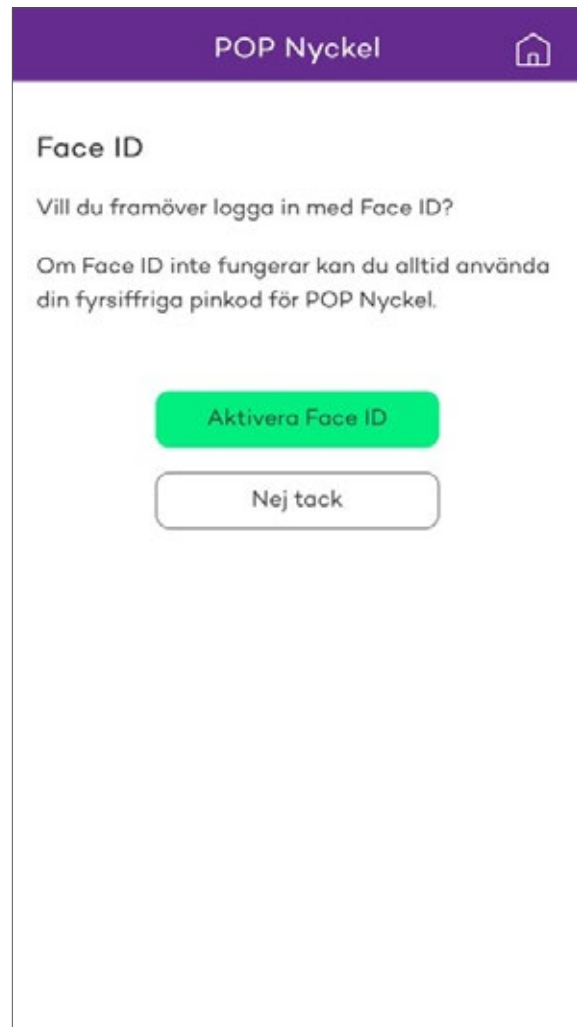 POP Nyckel
Face ID
Vill du framöver logga in med Face ID?
Om Face ID inte fungerar kan du alltid använda
din fyrsiffriga pinkod för POP Nyckel.
Aktivera Face ID
Nej tack